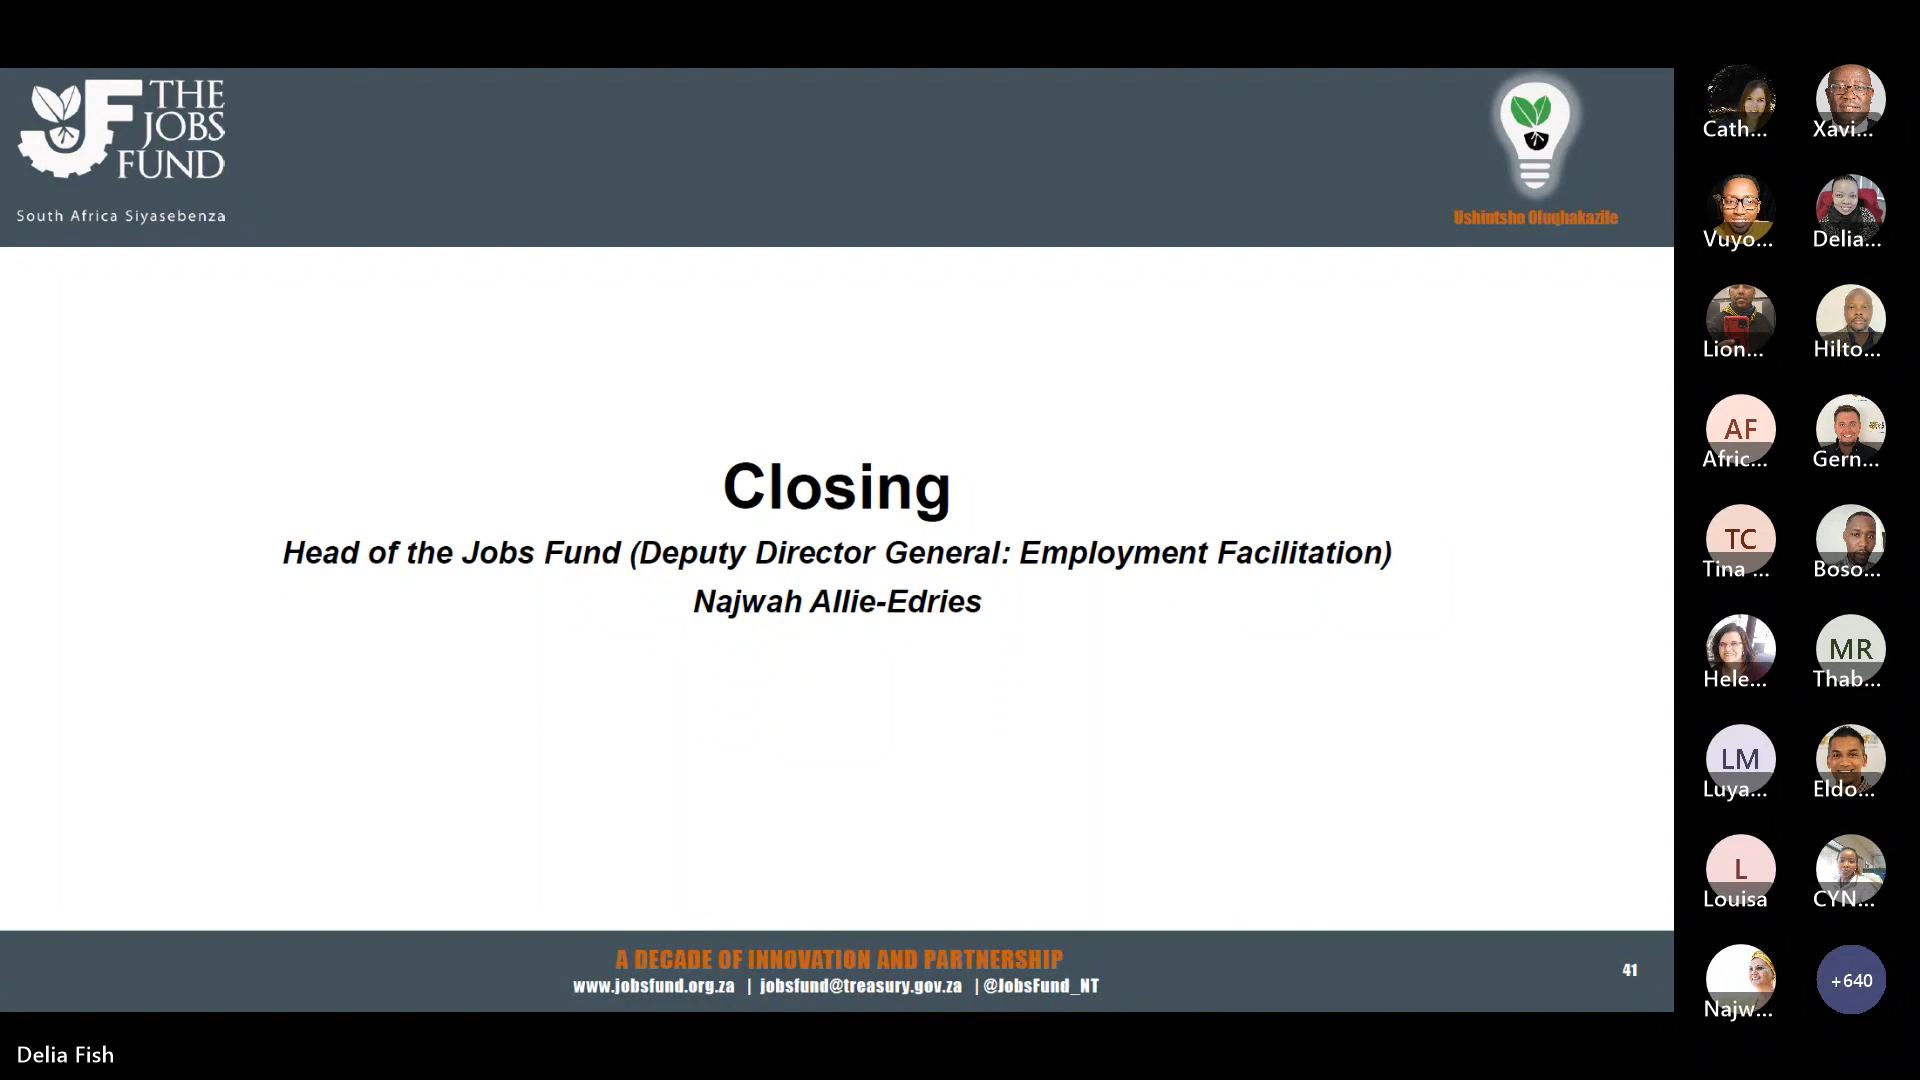 THE
JOBS
FUND
South Africa Siyasebenza
Ushintsho Olughakazile
Closing
Head of the Jobs Fund (Deputy Director General: Employment Facilitation)
Najwah Allie-Edries
A DECADE OF INNOVATION AND PARTNERSHIP
www.jobsfund.org.za | jobsfund@treasury.gov.za | @JobsFund_NT
41
Delia Fish
Cath...
Xavi...
Vuyo...
Delia...
Lion...
Hilto...
AF
Afric...
Gern...
TC
Tina ...
Boso...
Hele...
MR
Thab...
LM
Luya...
Eldo...
L
Louisa
CYN...
Najw...
+640